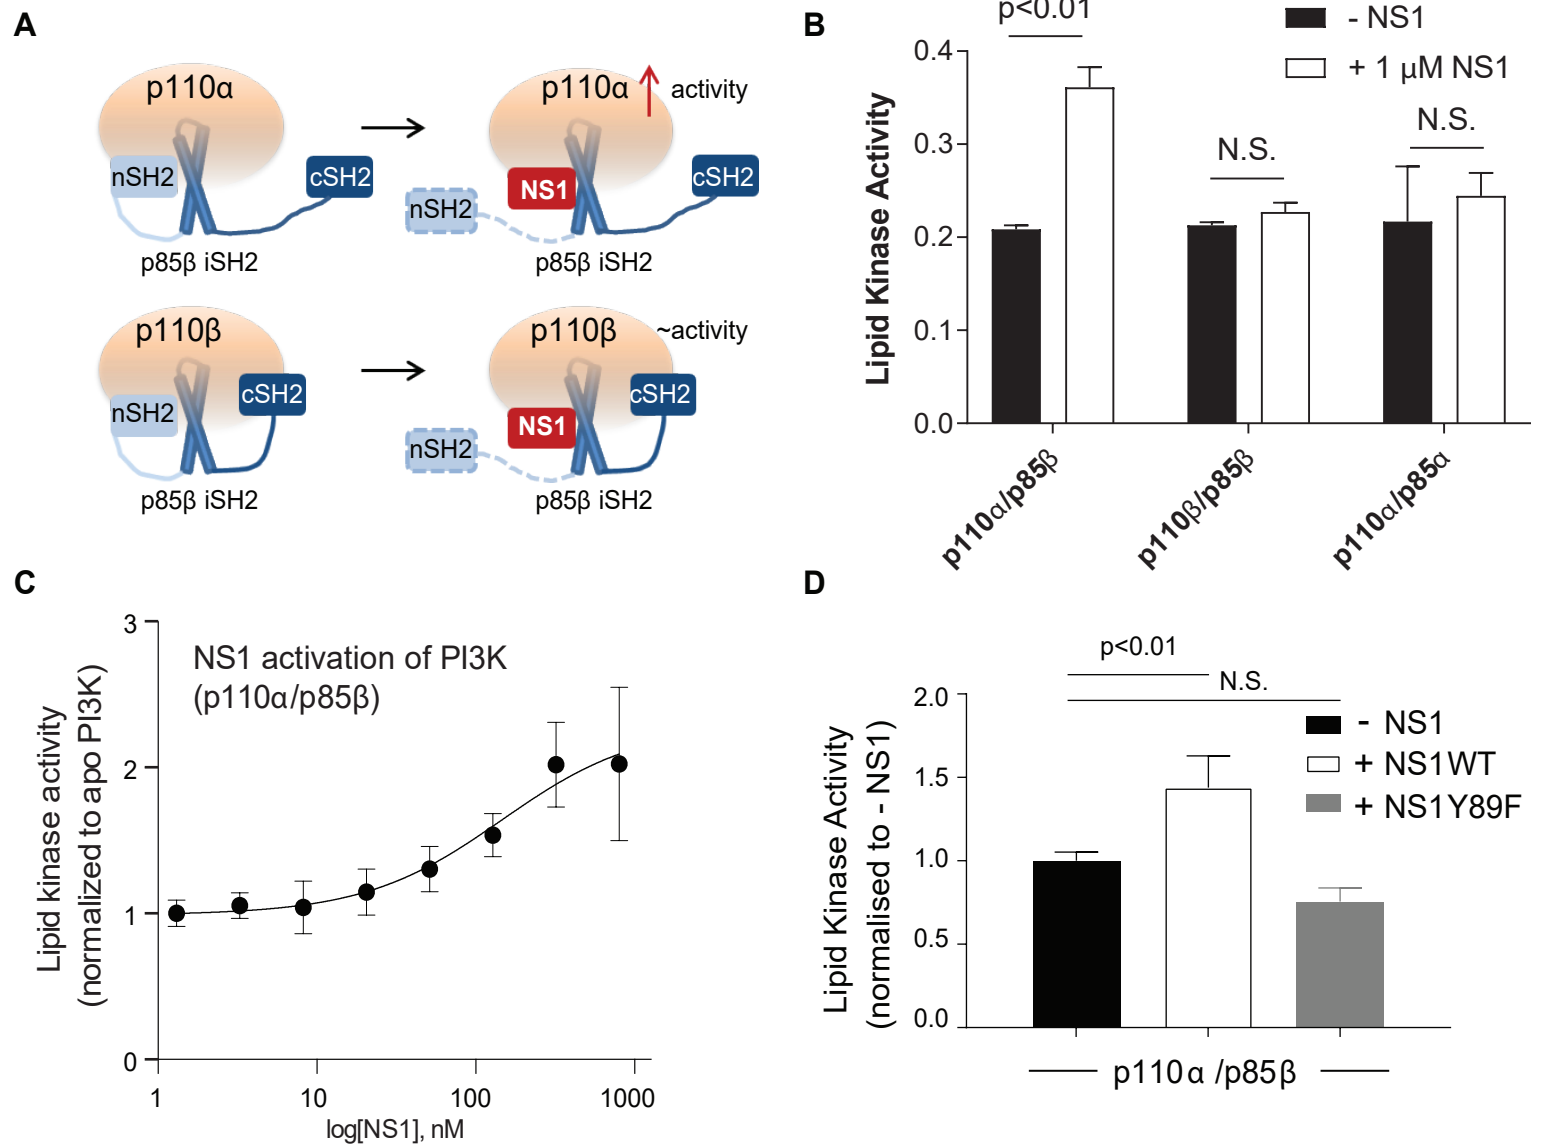 A
p110α
nSH2
cSH2
p85β iSH2
p110α
activity
NS1
nSH2
cSH2
p85β iSH2
p110β
nSH2
cSH2
p85β iSH2
p110β
~activity
NS1
nSH2
cSH2
p85β iSH2
B
p<0.01
- NS1
+ 1 µM NS1
N.S.
N.S.
Lipid Kinase Activity
0.4
0.3
0.2
0.1
0.0
p110α/p85β
p110β/p85β
p110α/p85α
C
NS1 activation of PI3K
(p110α/p85β)
Lipid kinase activity
(normalized to apo PI3K)
3
2
1
0
1
10
100
1000
log[NS1], nM
D
p<0.01
N.S.
- NS1
+ NS1WT
+ NS1Y89F
Lipid Kinase Activity
(normalised to - NS1)
2.0
1.5
1.0
0.5
0.0
p110α /p85β